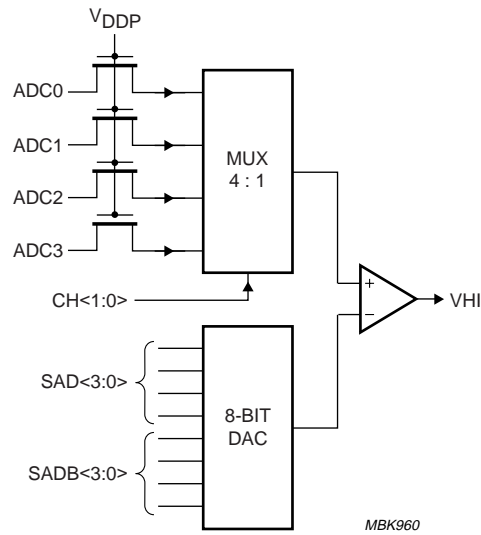 VDDP
ADC0
ADC1
ADC2
ADC3
MUX
4 : 1
CH<1:0>
+
−
VHI
SAD<3:0>
8-BIT
DAC
SADB<3:0>
MBK960